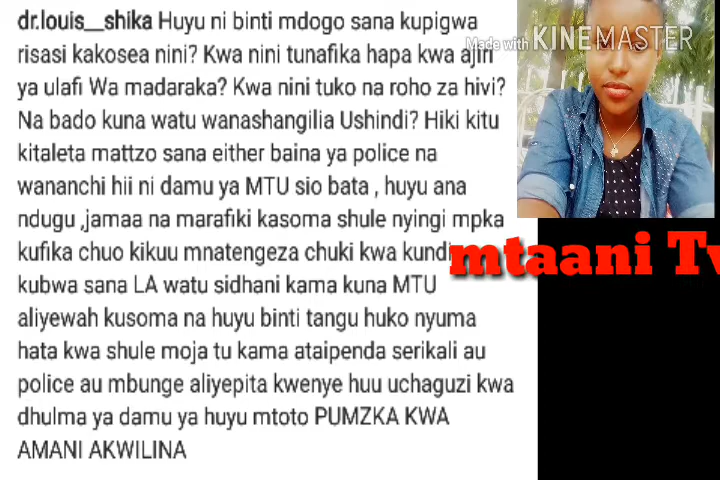 dr.louis__shika Huyu ni binti mdogo sana kupigwa
risasi kakosea nini? Kwa nini tunafika hapa kwa ajiri
ya ulafi Wa madaraka? Kwa nini tuko na roho za hivi?
Na bado kuna watu wanashangilia Ushindi? Hiki kitu
kitaleta mattzo sana either baina ya police na
wananchi hii ni damu ya MTU sio bata , huyu ana
ndugu ,jamaa na marafiki kasoma shule nyingi mpka
kufika chuo kikuu mnatengeza chuki kwa kundi
kubwa sana LA watu sidhani kama kuna MTU
aliyewah kusoma na huyu binti tangu huko nyuma
hata kwa shule moja tu kama ataipenda serikali au
police au mbunge aliyepita kwenye huu uchaguzi kwa
dhulma ya damu ya huyu mtoto PUMZKA KWA
AMANI AKWILINA
Made with KINEMASTER
mtaani Tv